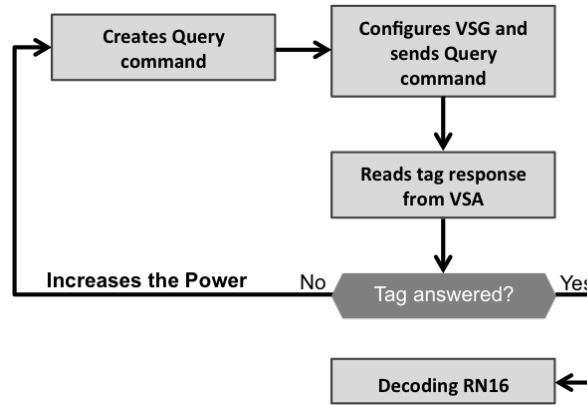 Creates Query
command
Configures VSG and
sends Query
command
Reads tag response
from VSA
Increases the Power
No
Tag answered?
Yes
Decoding RN16